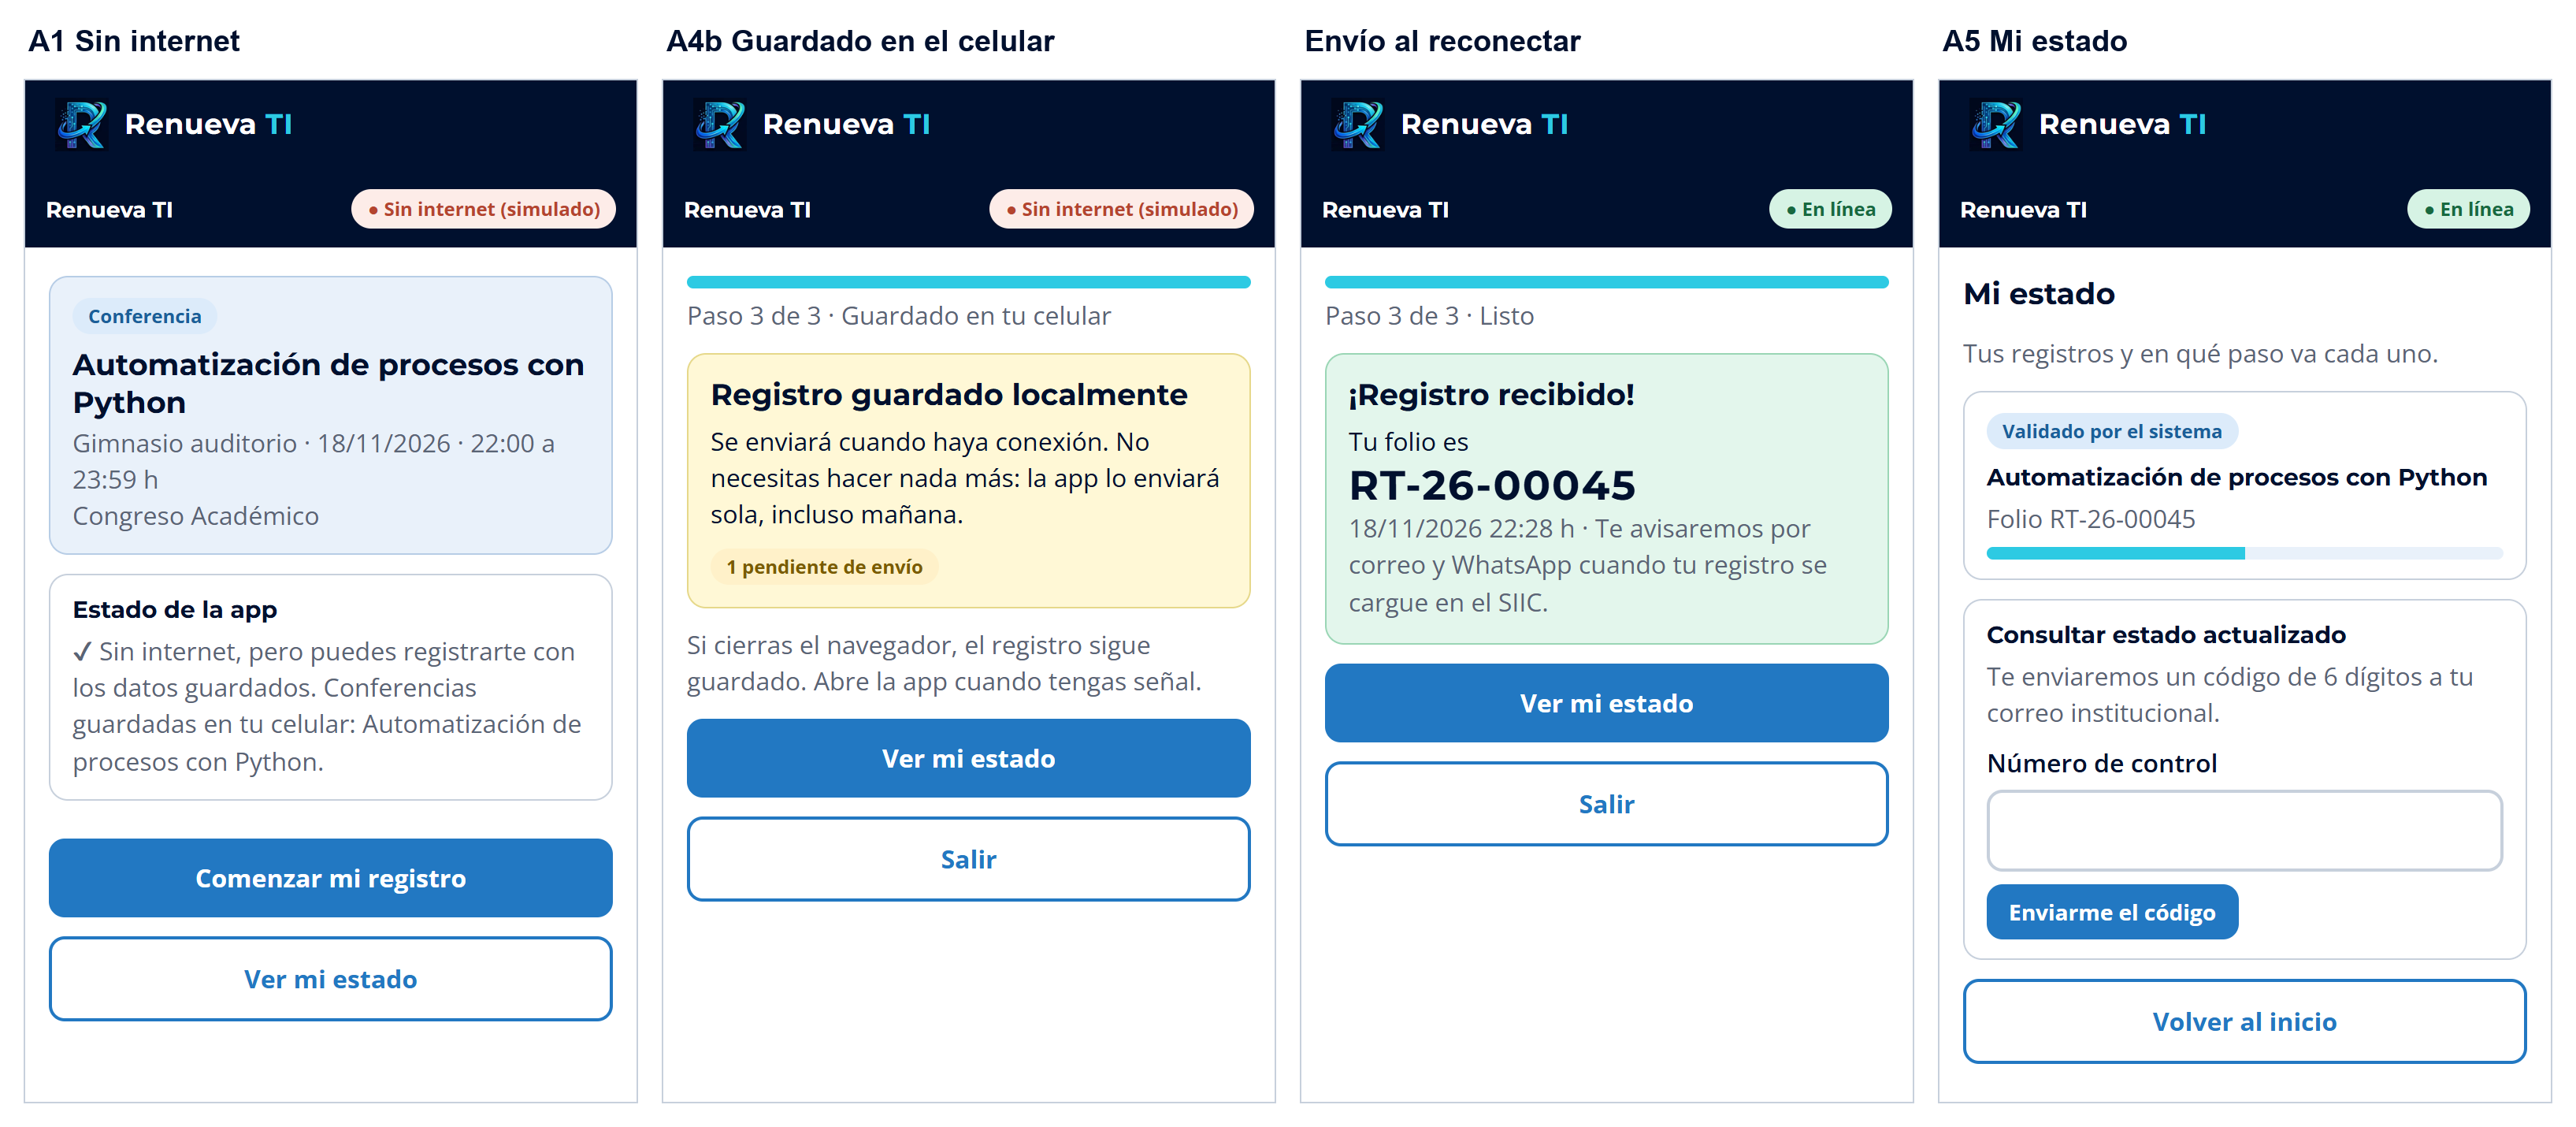 A1 Sin internet
Renueva TI
Renueva TI
● Sin internet (simulado)
Conferencia
Automatización de procesos con
Python
Gimnasio auditorio · 18/11/2026 · 22:00 a
23:59 h
Congreso Académico
Estado de la app
✓ Sin internet, pero puedes registrarte con
los datos guardados. Conferencias
guardadas en tu celular: Automatización de
procesos con Python.
Comenzar mi registro
Ver mi estado
A4b Guardado en el celular
Renueva TI
Renueva TI
● Sin internet (simulado)
Paso 3 de 3 · Guardado en tu celular
Registro guardado localmente
Se enviará cuando haya conexión. No
necesitas hacer nada más: la app lo enviará
sola, incluso mañana.
1 pendiente de envío
Si cierras el navegador, el registro sigue
guardado. Abre la app cuando tengas señal.
Ver mi estado
Salir
Envío al reconectar
Renueva TI
Renueva TI
● En línea
Paso 3 de 3 · Listo
¡Registro recibido!
Tu folio es
RT-26-00045
18/11/2026 22:28 h · Te avisaremos por
correo y WhatsApp cuando tu registro se
cargue en el SIIC.
Ver mi estado
Salir
A5 Mi estado
Renueva TI
Renueva TI
● En línea
Mi estado
Tus registros y en qué paso va cada uno.
Validado por el sistema
Automatización de procesos con Python
Folio RT-26-00045
Consultar estado actualizado
Te enviaremos un código de 6 dígitos a tu
correo institucional.
Número de control
Enviarme el código
Volver al inicio